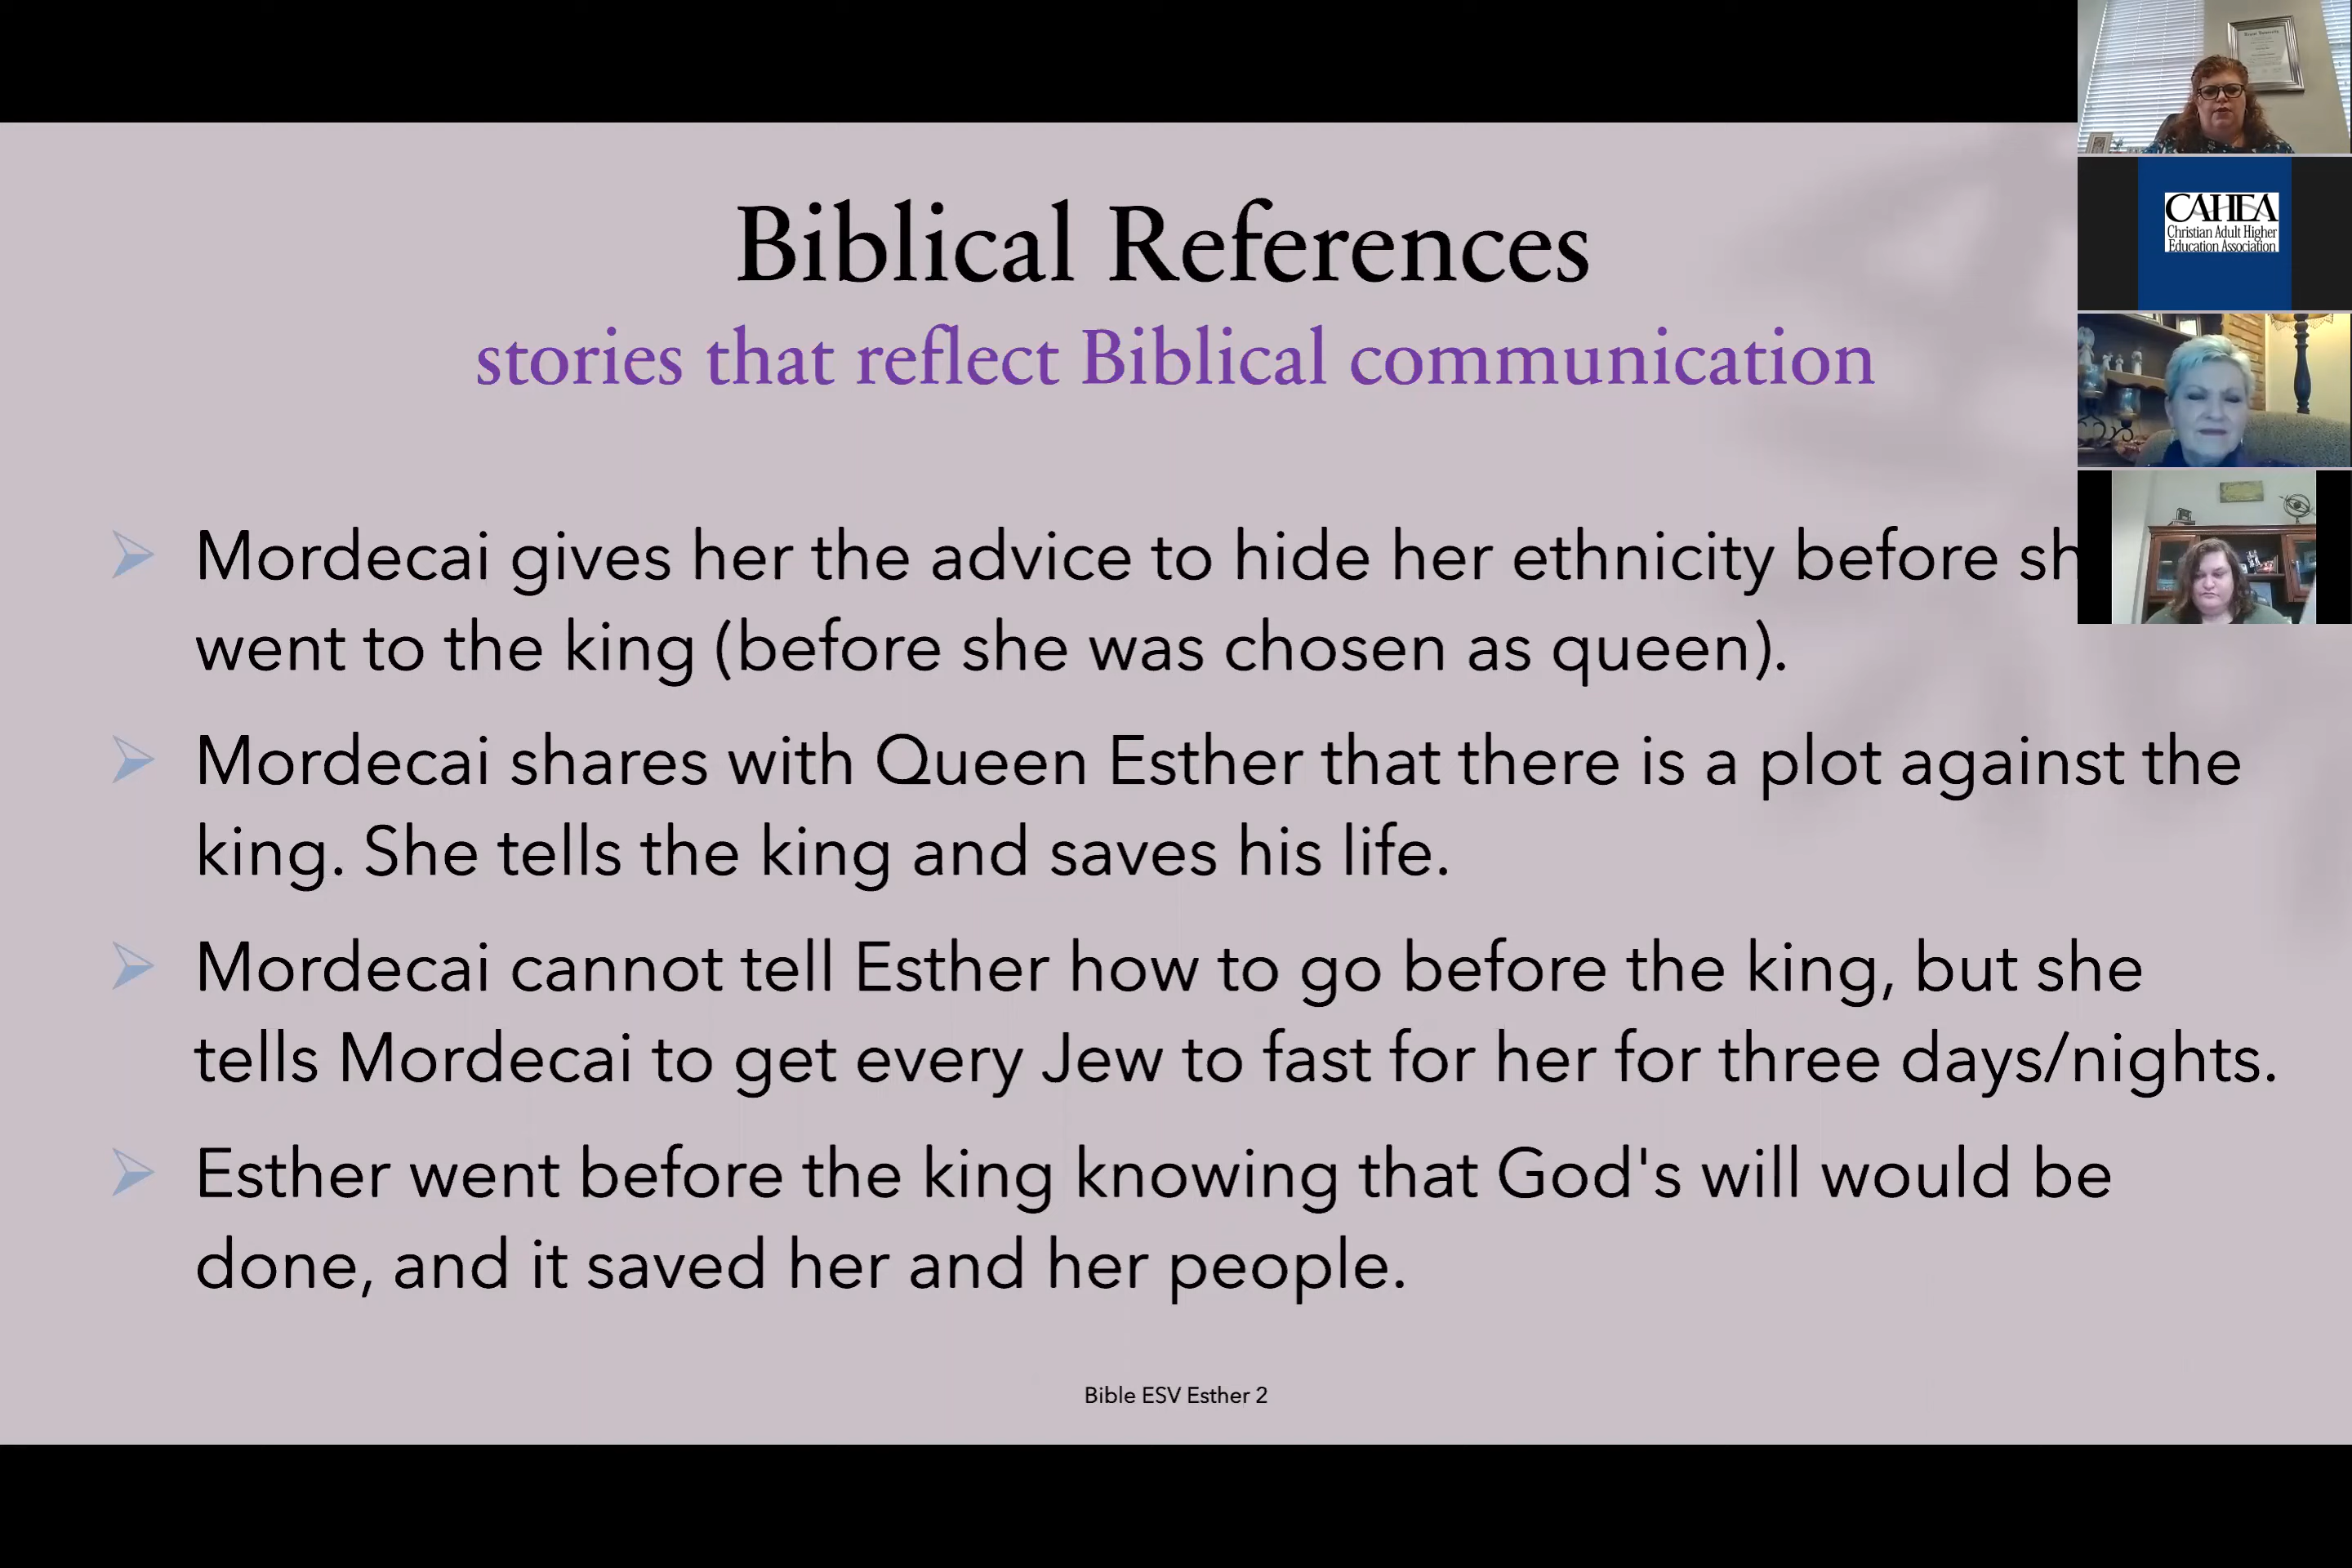 Biblical References
stories that reflect Biblical communication
Mordecai gives her the advice to hide her ethnicity before sh
went to the king (before she was chosen as queen).
Mordecai shares with Queen Esther that there is a plot against the
king. She tells the king and saves his life.
Mordecai cannot tell Esther how to go before the king, but she
tells Mordecai to get every Jew to fast for her for three days/nights.
Esther went before the king knowing that God's will would be
done, and it saved her and her people.
Bible ESV Esther 2
CAHEA
Christian Adult Higher
Education Association